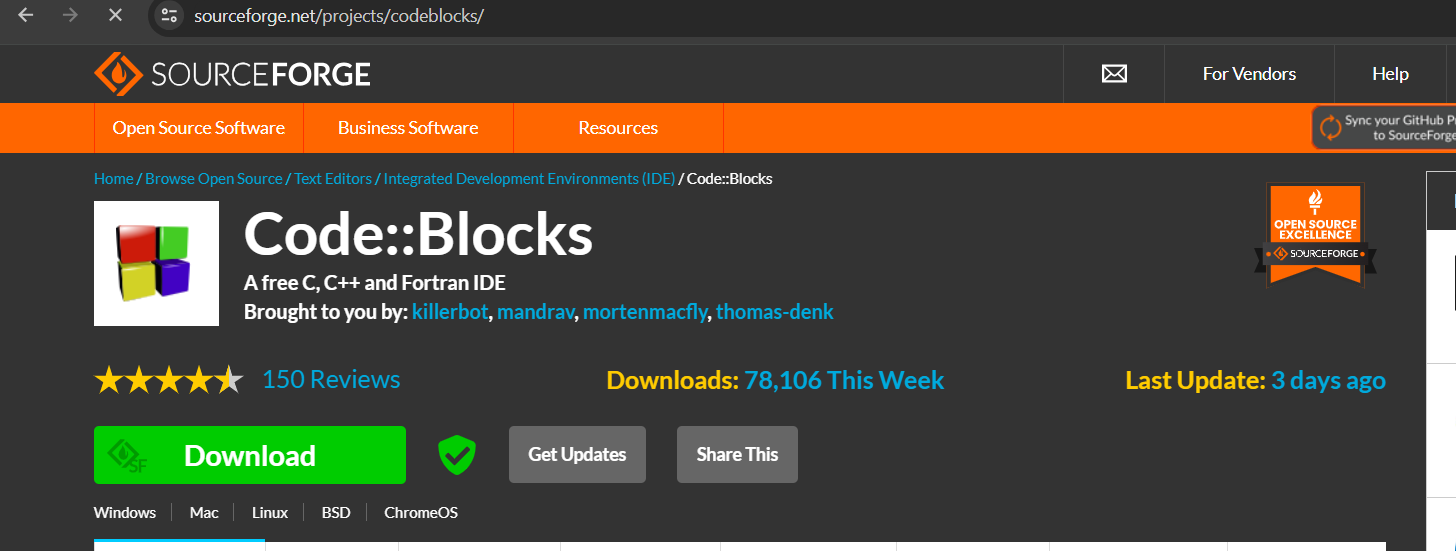 sourceforge.net/projects/codeblocks/
SOURCEFORGE
For Vendors
Help
Open Source Software
Business Software
Resources
Sync your GitHub
to SourceForge
Home / Browse Open Source / Text Editors / Integrated Development Environments (IDE) / Code::Blocks
OPEN SOURCE
EXCELLENCE
SOURCEFORGE
Code::Blocks
A free C, C++ and Fortran IDE
Brought to you by: killerbot, mandrav, mortenmacfly, thomas-denk
150 Reviews
Downloads: 78,106 This Week
Last Update: 3 days ago
SF
Download
Get Updates
Share This
Windows
Mac
Linux
BSD
ChromeOS